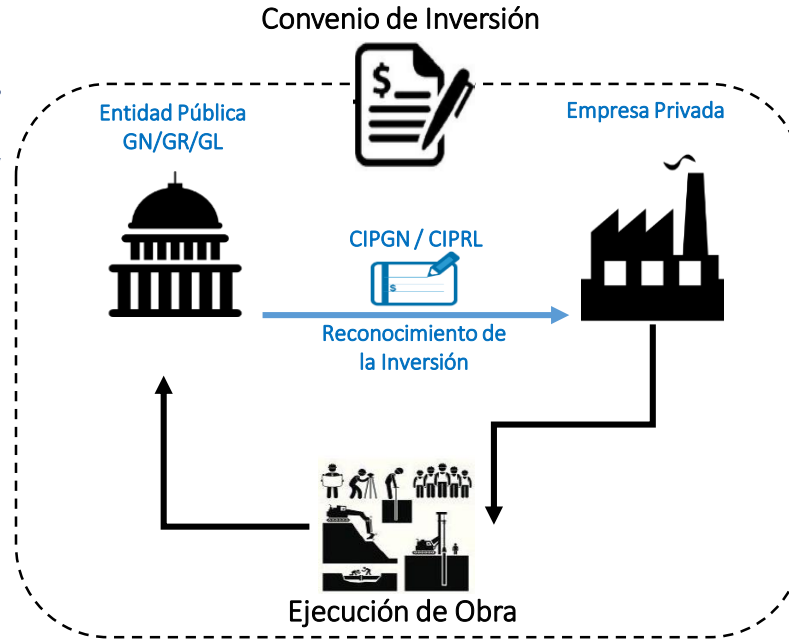 Convenio de Inversión
$
Entidad Pública
GN/GR/GL
Empresa Privada
CIPGN / CIPRL
$
Reconocimiento de
la Inversión
Ejecución de Obra